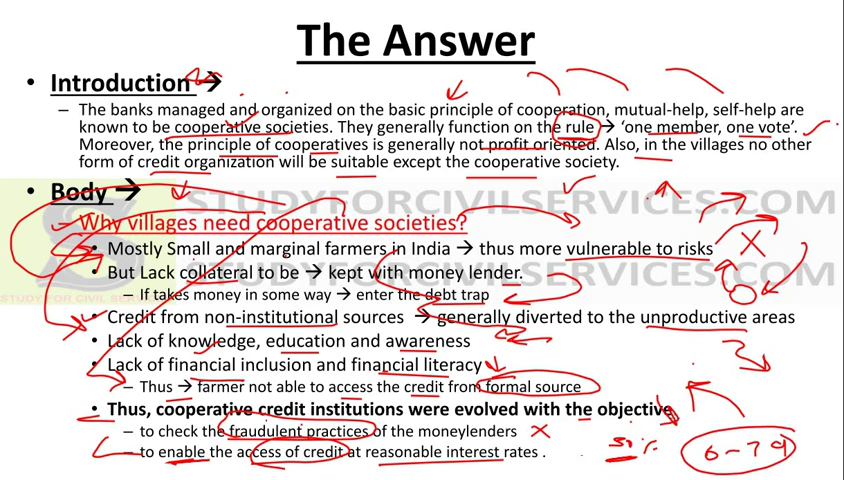 The Answer
• Introduction →
– The banks managed and organized on the basic principle of cooperation, mutual-help, self-help are
known to be cooperative societies. They generally function on the rule → 'one member, one vote'.
Moreover, the principle of cooperatives is generally not profit oriented. Also, in the villages no other
form of credit organization will be suitable except the cooperative society.
STUDYFORCIVILSERVICES.COM
• Body →
– Why villages need cooperative societies?
• Mostly Small and marginal farmers in India → thus more vulnerable to risks
• But Lack collateral to be → kept with money lender.
STUDYFORCIVILSERVICES.COM
– If takes money in some way → enter the debt trap
• Credit from non-institutional sources → generally diverted to the unproductive areas
• Lack of knowledge, education and awareness
• Lack of financial inclusion and financial literacy
– Thus → farmer not able to access the credit from formal source
• Thus, cooperative credit institutions were evolved with the objective
– to check the fraudulent practices of the moneylenders
– to enable the access of credit at reasonable interest rates .
6-7